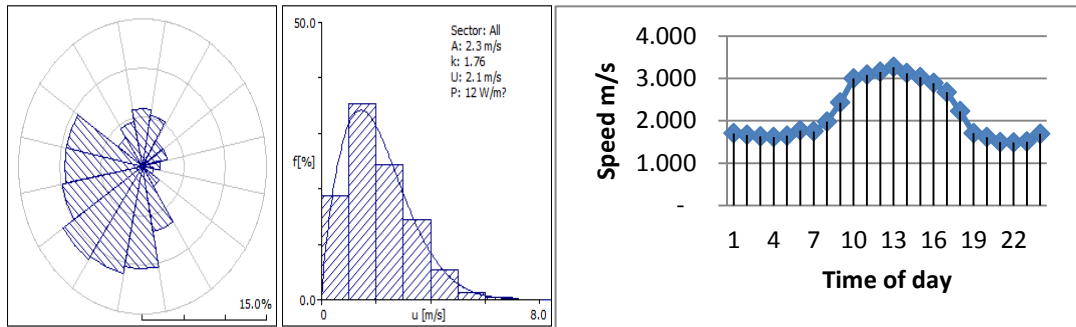 15.0%
50.0
Sector: All
A: 2.3 m/s
k: 1.76
U: 2.1 m/s
P: 12 W/m?
f[%]
0.0
0 u [m/s] 8.0
4.000
3.000
2.000
1.000
-
Speed m/s
1 4 7 10 13 16 19 22
Time of day